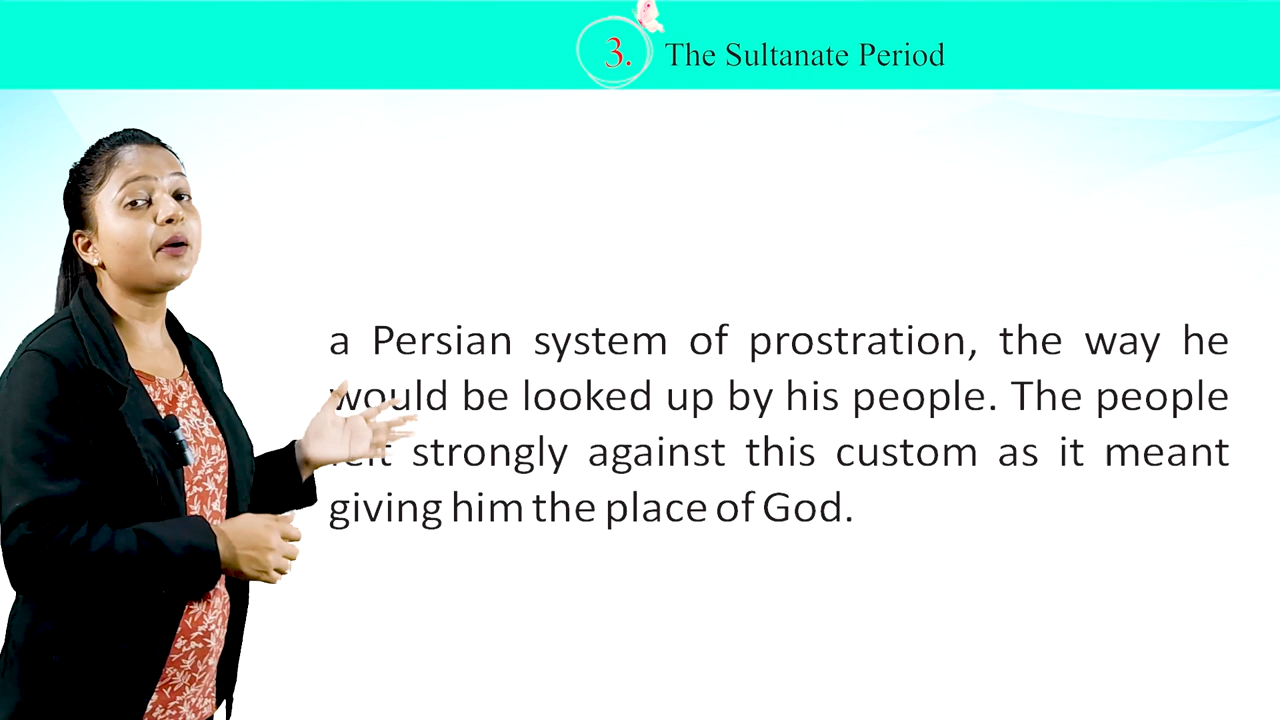 3. The Sultanate Period
a Persian system of prostration, the way he
would be looked up by his people. The people
felt strongly against this custom as it meant
giving him the place of God.